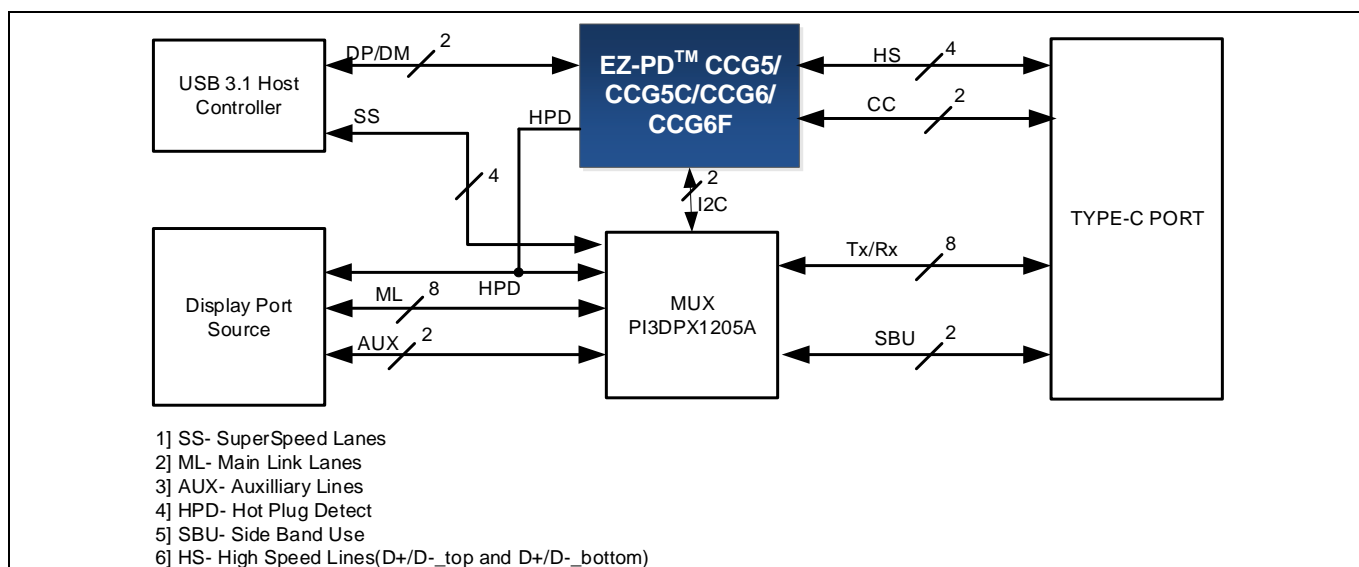 USB 3.1 Host
Controller
DP/DM
2
SS
4
HPD
EZ-PD™ CCG5/
CCG5C/CCG6/
CCG6F
HS
4
CC
2
2
I2C
TYPE-C PORT
Display Port
Source
HPD
ML
8
AUX
2
MUX
PI3DPX1205A
Tx/Rx
8
SBU
2
1] SS- SuperSpeed Lanes
2] ML- Main Link Lanes
3] AUX- Auxilliary Lines
4] HPD- Hot Plug Detect
5] SBU- Side Band Use
6] HS- High Speed Lines(D+/D-_top and D+/D-_bottom)